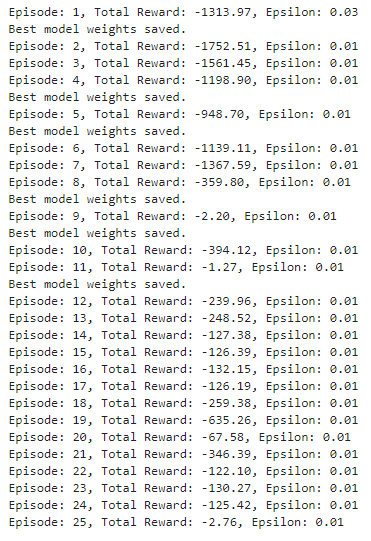 Episode: 1, Total Reward: -1313.97, Epsilon: 0.03
Best model weights saved.
Episode: 2, Total Reward: -1752.51, Epsilon: 0.01
Episode: 3, Total Reward: -1561.45, Epsilon: 0.01
Episode: 4, Total Reward: -1198.90, Epsilon: 0.01
Best model weights saved.
Episode: 5, Total Reward: -948.70, Epsilon: 0.01
Best model weights saved.
Episode: 6, Total Reward: -1139.11, Epsilon: 0.01
Episode: 7, Total Reward: -1367.59, Epsilon: 0.01
Episode: 8, Total Reward: -359.80, Epsilon: 0.01
Best model weights saved.
Episode: 9, Total Reward: -2.20, Epsilon: 0.01
Best model weights saved.
Episode: 10, Total Reward: -394.12, Epsilon: 0.01
Episode: 11, Total Reward: -1.27, Epsilon: 0.01
Best model weights saved.
Episode: 12, Total Reward: -239.96, Epsilon: 0.01
Episode: 13, Total Reward: -248.52, Epsilon: 0.01
Episode: 14, Total Reward: -127.38, Epsilon: 0.01
Episode: 15, Total Reward: -126.39, Epsilon: 0.01
Episode: 16, Total Reward: -132.15, Epsilon: 0.01
Episode: 17, Total Reward: -126.19, Epsilon: 0.01
Episode: 18, Total Reward: -259.38, Epsilon: 0.01
Episode: 19, Total Reward: -635.26, Epsilon: 0.01
Episode: 20, Total Reward: -67.58, Epsilon: 0.01
Episode: 21, Total Reward: -346.39, Epsilon: 0.01
Episode: 22, Total Reward: -122.10, Epsilon: 0.01
Episode: 23, Total Reward: -130.27, Epsilon: 0.01
Episode: 24, Total Reward: -125.42, Epsilon: 0.01
Episode: 25, Total Reward: -2.76, Epsilon: 0.01